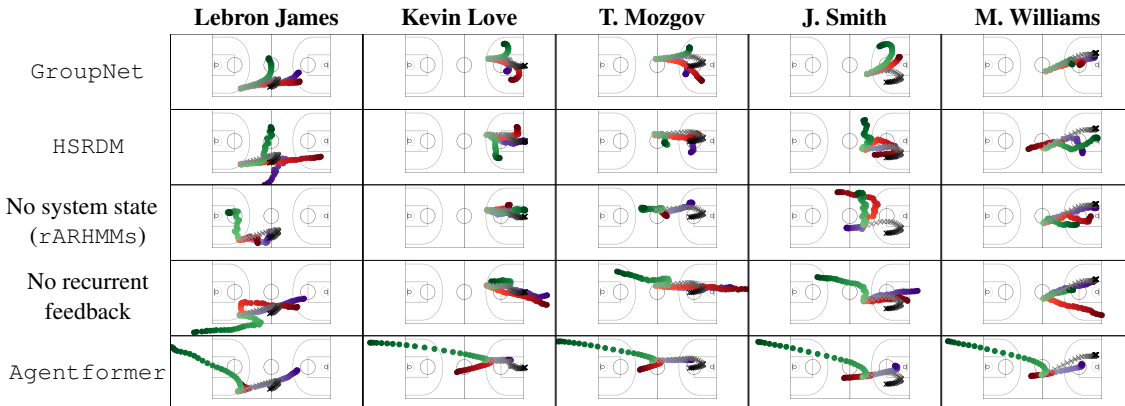 Lebron James Kevin Love T. Mozgov J. Smith M. Williams
GroupNet
HSRDM
No system state
(rARHMMs)
No recurrent
feedback
Agentformer